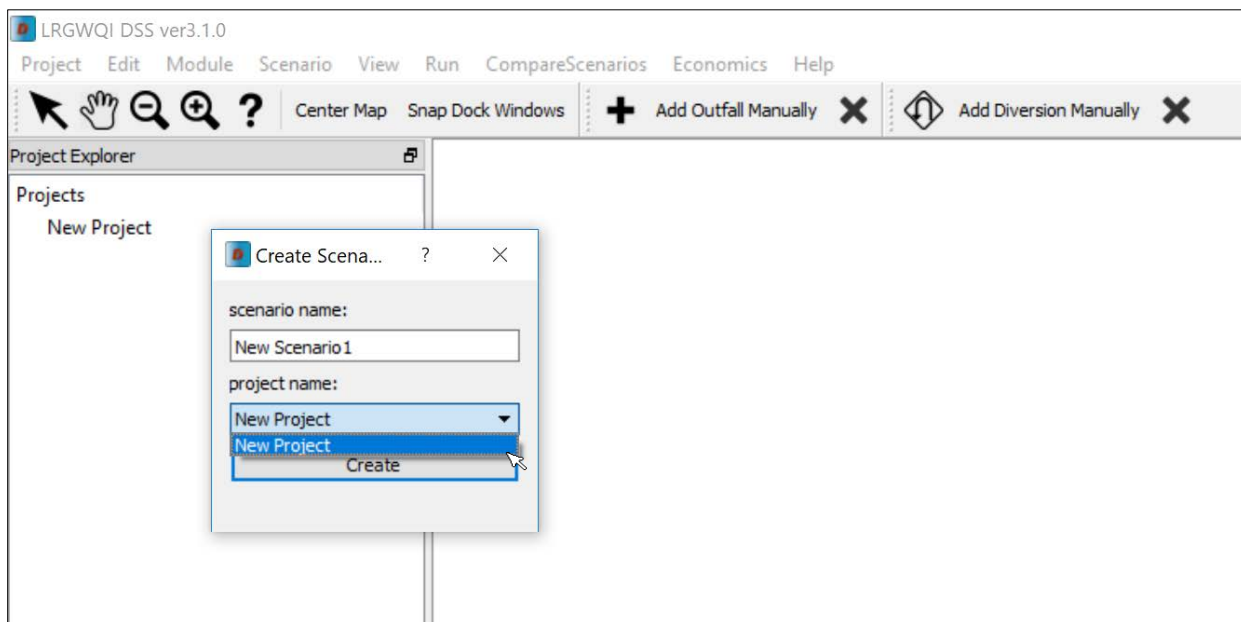 LRGWQI DSS ver3.1.0
Project Edit Module Scenario View Run CompareScenarios Economics Help
? Center Map Snap Dock Windows Add Outfall Manually Add Diversion Manually
Project Explorer
Projects
New Project
Create Scena... ?
scenario name:
New Scenario1
project name:
New Project
New Project
Create